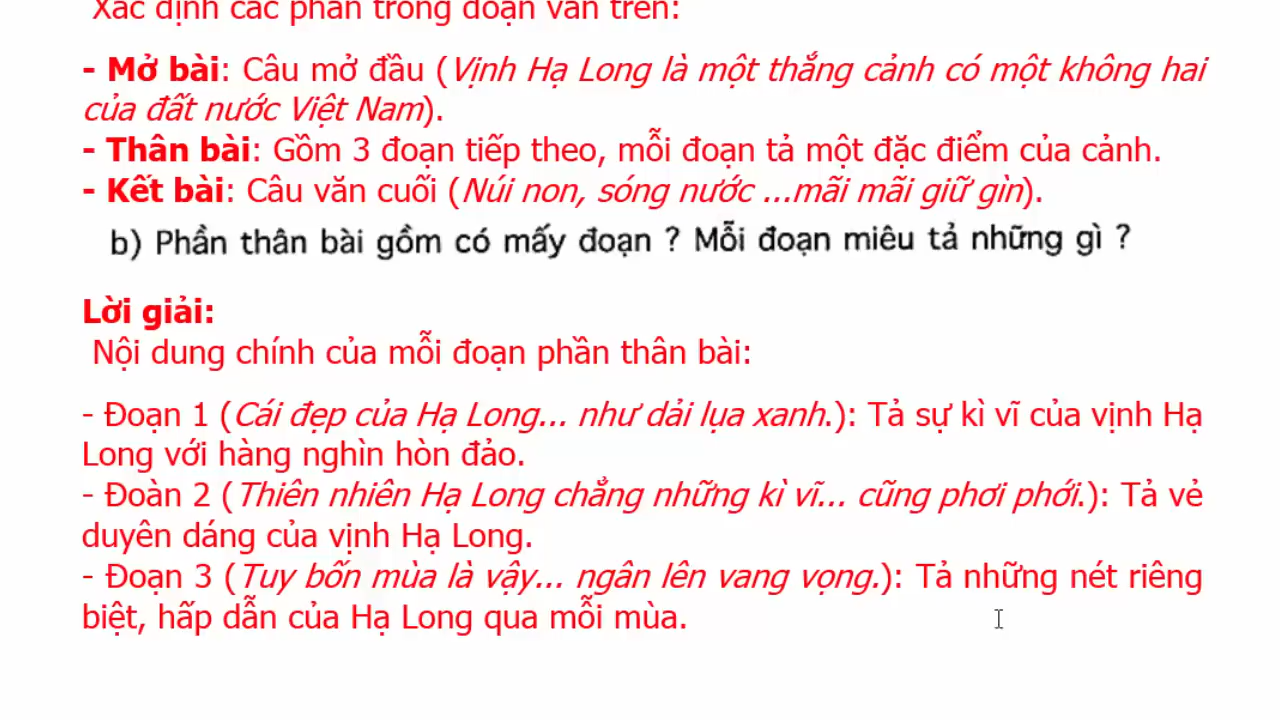 Xác định các phần trong đoạn văn trên:
- Mở bài: Câu mở đầu (Vịnh Hạ Long là một thắng cảnh có một không hai
của đất nước Việt Nam).
- Thân bài: Gồm 3 đoạn tiếp theo, mỗi đoạn tả một đặc điểm của cảnh.
- Kết bài: Câu văn cuối (Núi non, sóng nước ...mãi mãi giữ gìn).
b) Phần thân bài gồm có mấy đoạn ? Mỗi đoạn miêu tả những gì ?
Lời giải:
Nội dung chính của mỗi đoạn phần thân bài:
- Đoạn 1 (Cái đẹp của Hạ Long... như dải lụa xanh.): Tả sự kì vĩ của vịnh Hạ
Long với hàng nghìn hòn đảo.
- Đoàn 2 (Thiên nhiên Hạ Long chẳng những kì vĩ... cũng phơi phới.): Tả vẻ
duyên dáng của vịnh Hạ Long.
- Đoạn 3 (Tuy bốn mùa là vậy... ngân lên vang vọng.): Tả những nét riêng
biệt, hấp dẫn của Hạ Long qua mỗi mùa.